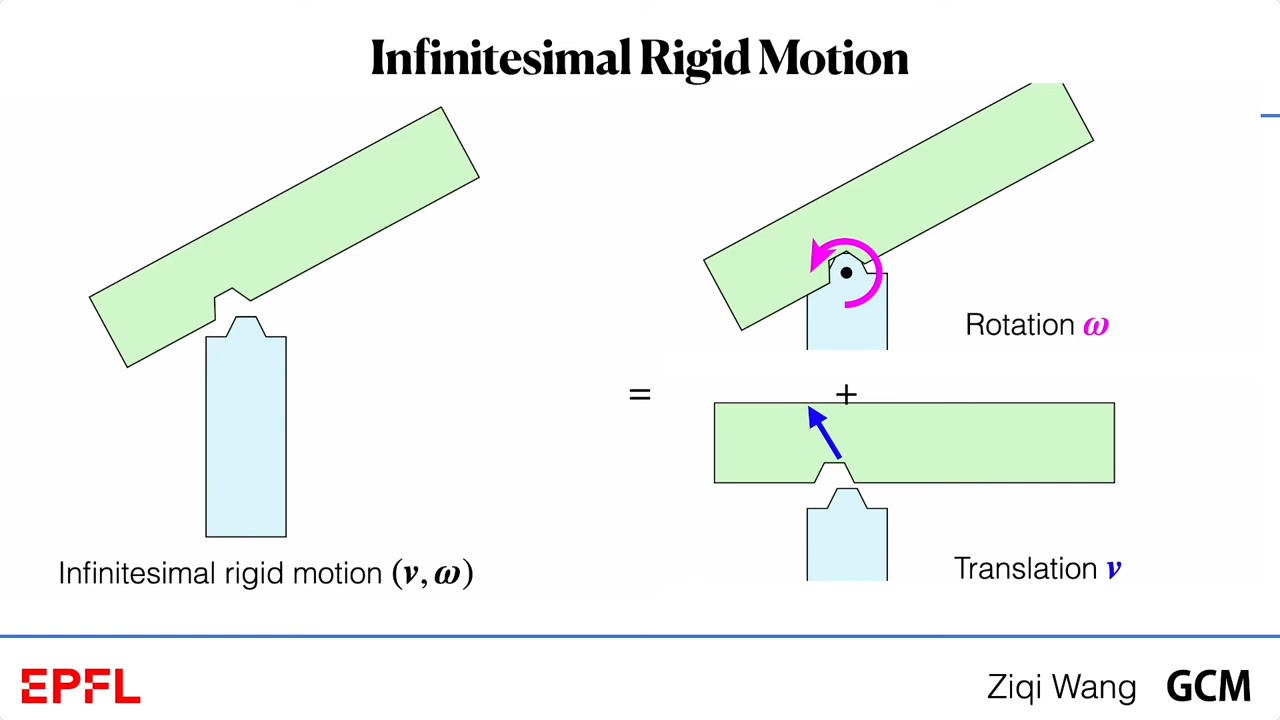 Infinitesimal Rigid Motion
Rotation ω
=
+
Infinitesimal rigid motion (v, ω)
Translation v
EPFL
Ziqi Wang GCM